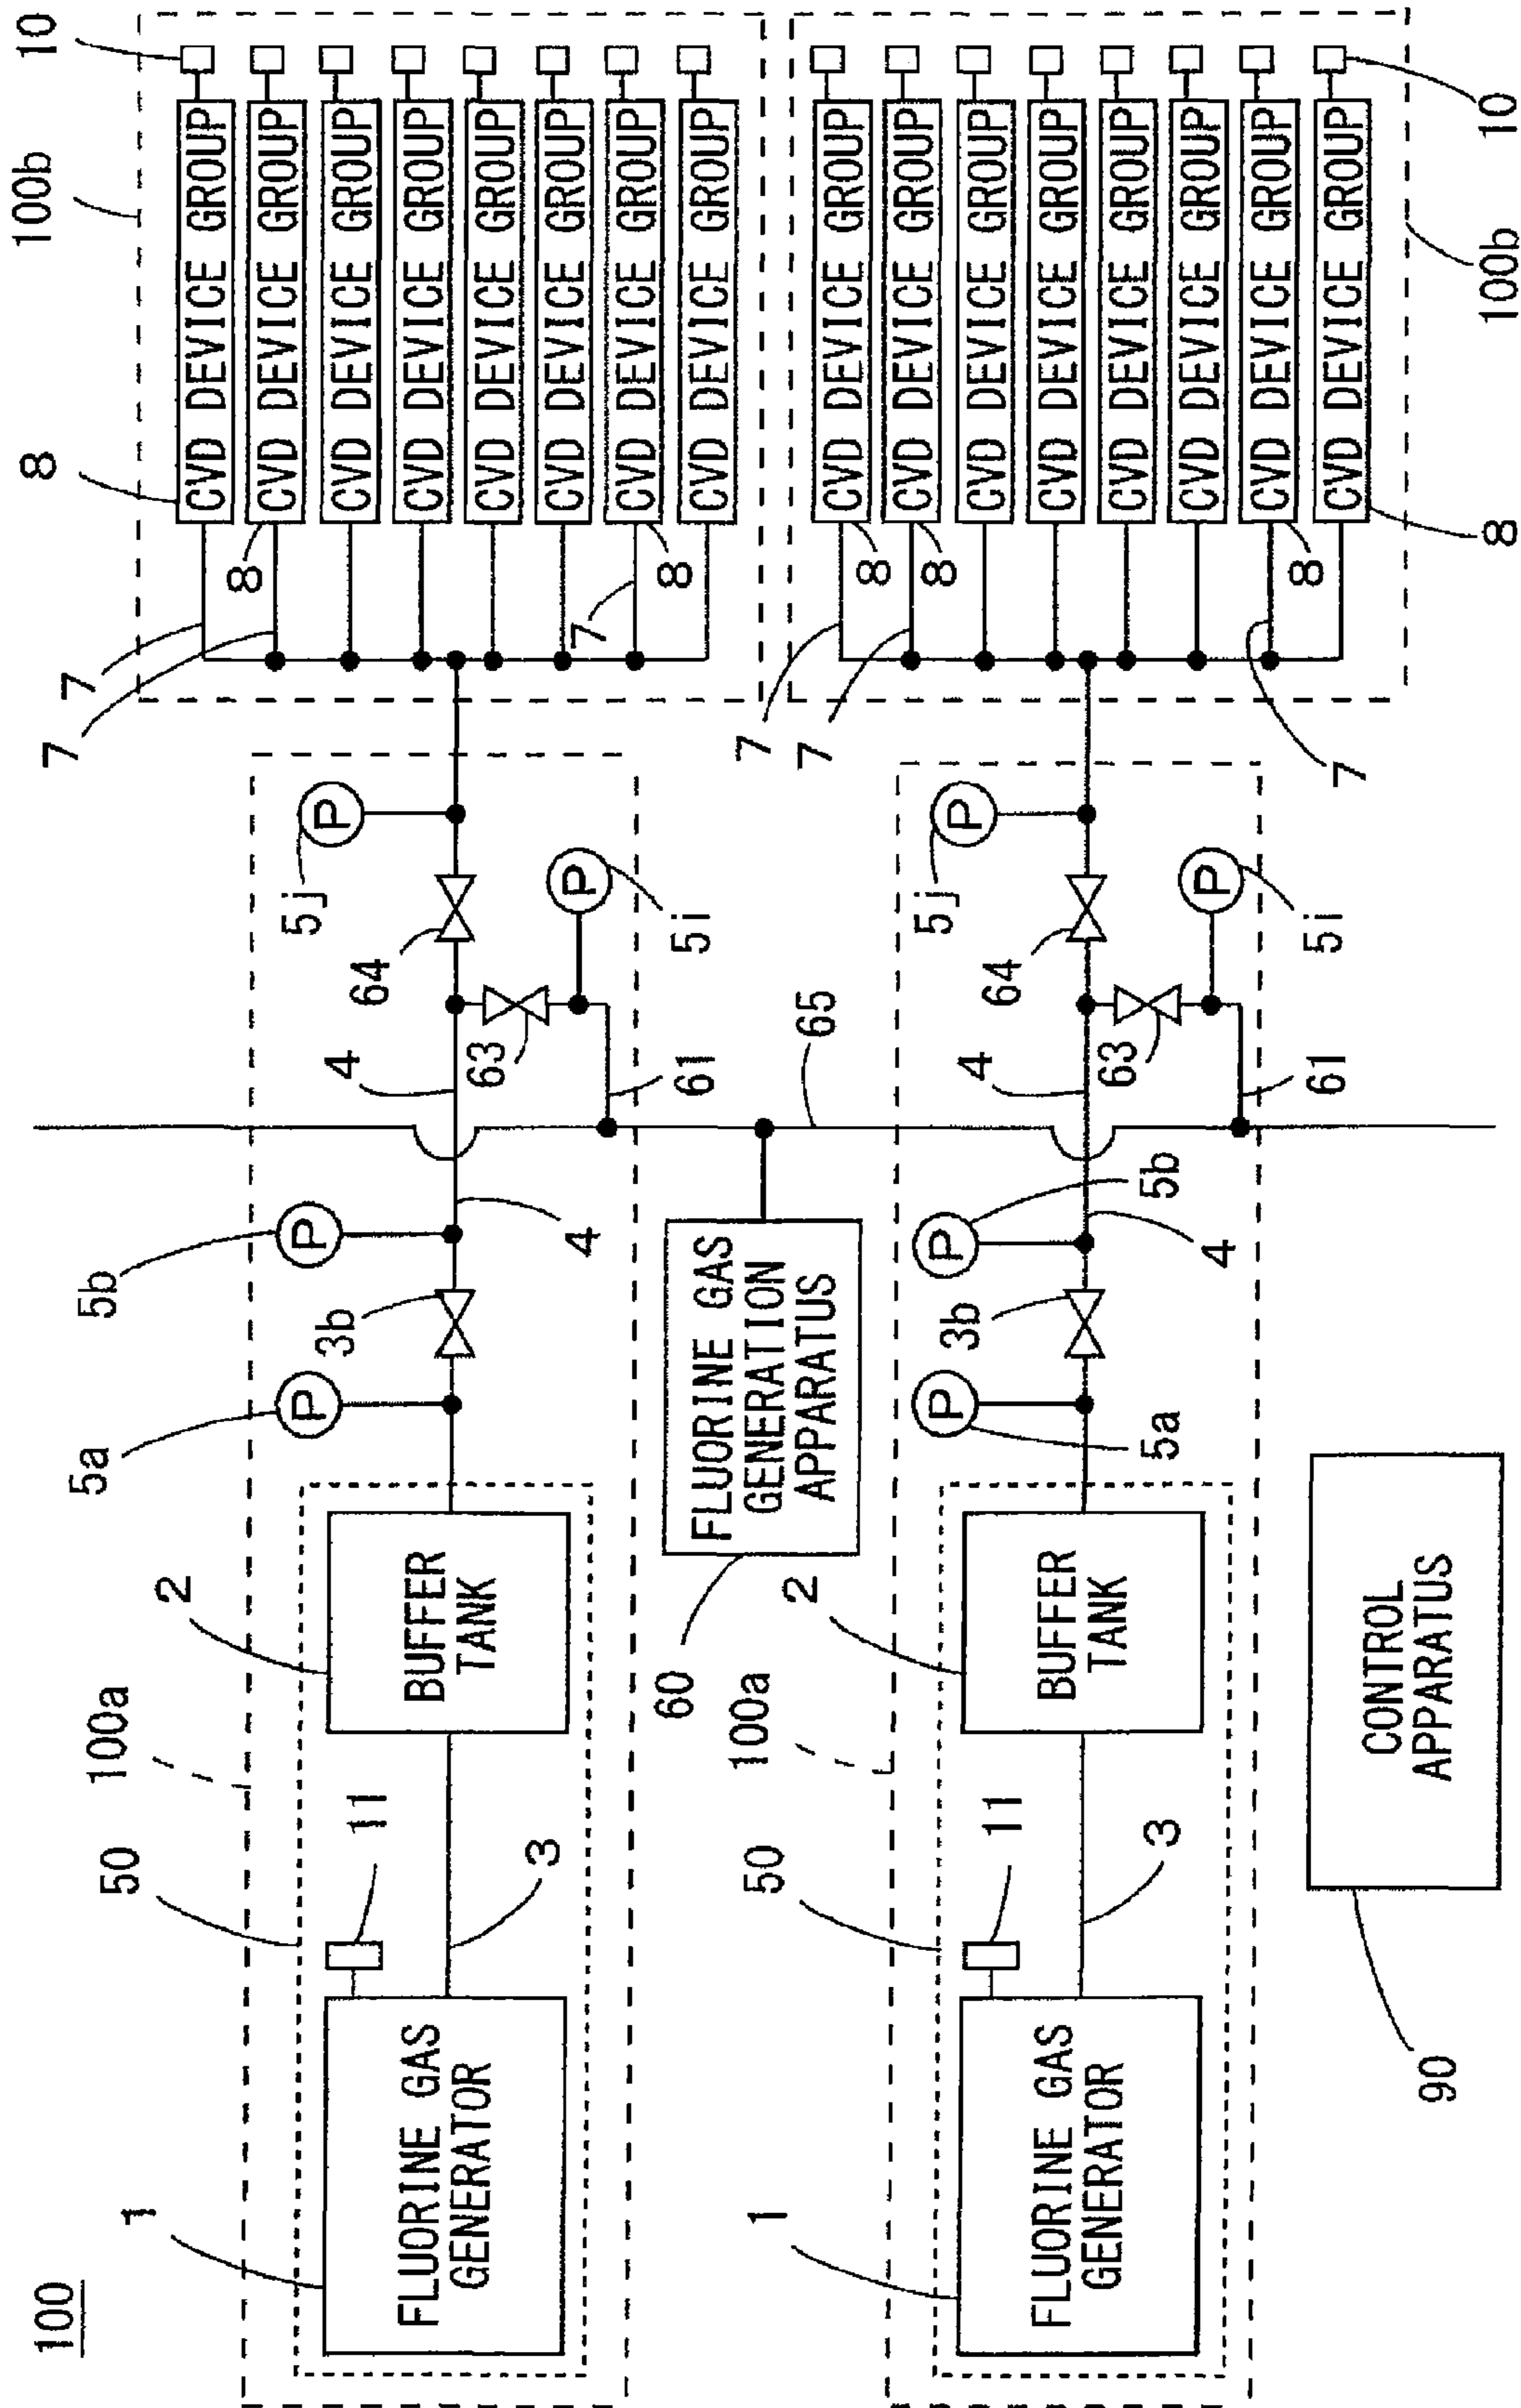 100
1
FLUORINE GAS
GENERATOR
11
50
3
100a
2
BUFFER
TANK
5a
P
3b
5b
P
4
4
63
61
64
5j
P
5i
P
7
7
7
8
8
8
CVD DEVICE GROUP
CVD DEVICE GROUP
CVD DEVICE GROUP
CVD DEVICE GROUP
CVD DEVICE GROUP
CVD DEVICE GROUP
CVD DEVICE GROUP
CVD DEVICE GROUP
100b
10
60
FLUORINE GAS
GENERATION
APPARATUS
65
1
FLUORINE GAS
GENERATOR
11
50
3
100a
2
BUFFER
TANK
5a
P
3b
5b
P
4
4
63
61
64
5j
P
5i
P
7
7
7
8
8
8
8
CVD DEVICE GROUP
CVD DEVICE GROUP
CVD DEVICE GROUP
CVD DEVICE GROUP
CVD DEVICE GROUP
CVD DEVICE GROUP
CVD DEVICE GROUP
CVD DEVICE GROUP
100b
10
90
CONTROL
APPARATUS